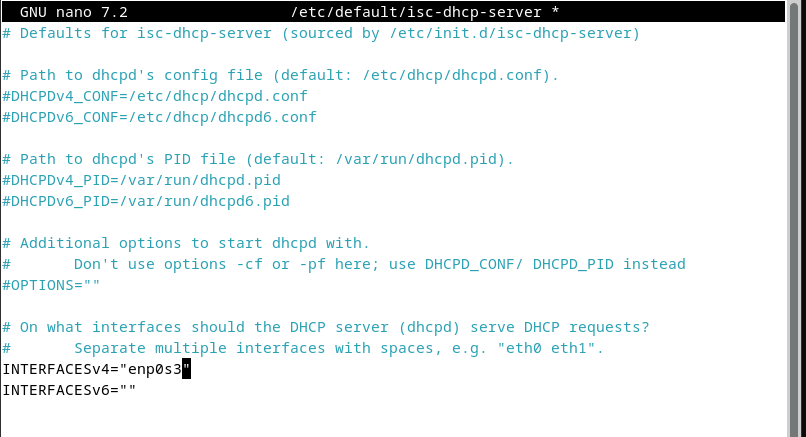 GNU nano 7.2 /etc/default/isc-dhcp-server *
# Defaults for isc-dhcp-server (sourced by /etc/init.d/isc-dhcp-server)
# Path to dhcpd's config file (default: /etc/dhcp/dhcpd.conf).
#DHCPDv4_CONF=/etc/dhcp/dhcpd.conf
#DHCPDv6_CONF=/etc/dhcp/dhcpd6.conf
# Path to dhcpd's PID file (default: /var/run/dhcpd.pid).
#DHCPDv4_PID=/var/run/dhcpd.pid
#DHCPDv6_PID=/var/run/dhcpd6.pid
# Additional options to start dhcpd with.
#       Don't use options -cf or -pf here; use DHCPD_CONF/ DHCPD_PID instead
#OPTIONS=""
# On what interfaces should the DHCP server (dhcpd) serve DHCP requests?
#       Separate multiple interfaces with spaces, e.g. "eth0 eth1".
INTERFACESv4="enp0s3"
INTERFACESv6=""